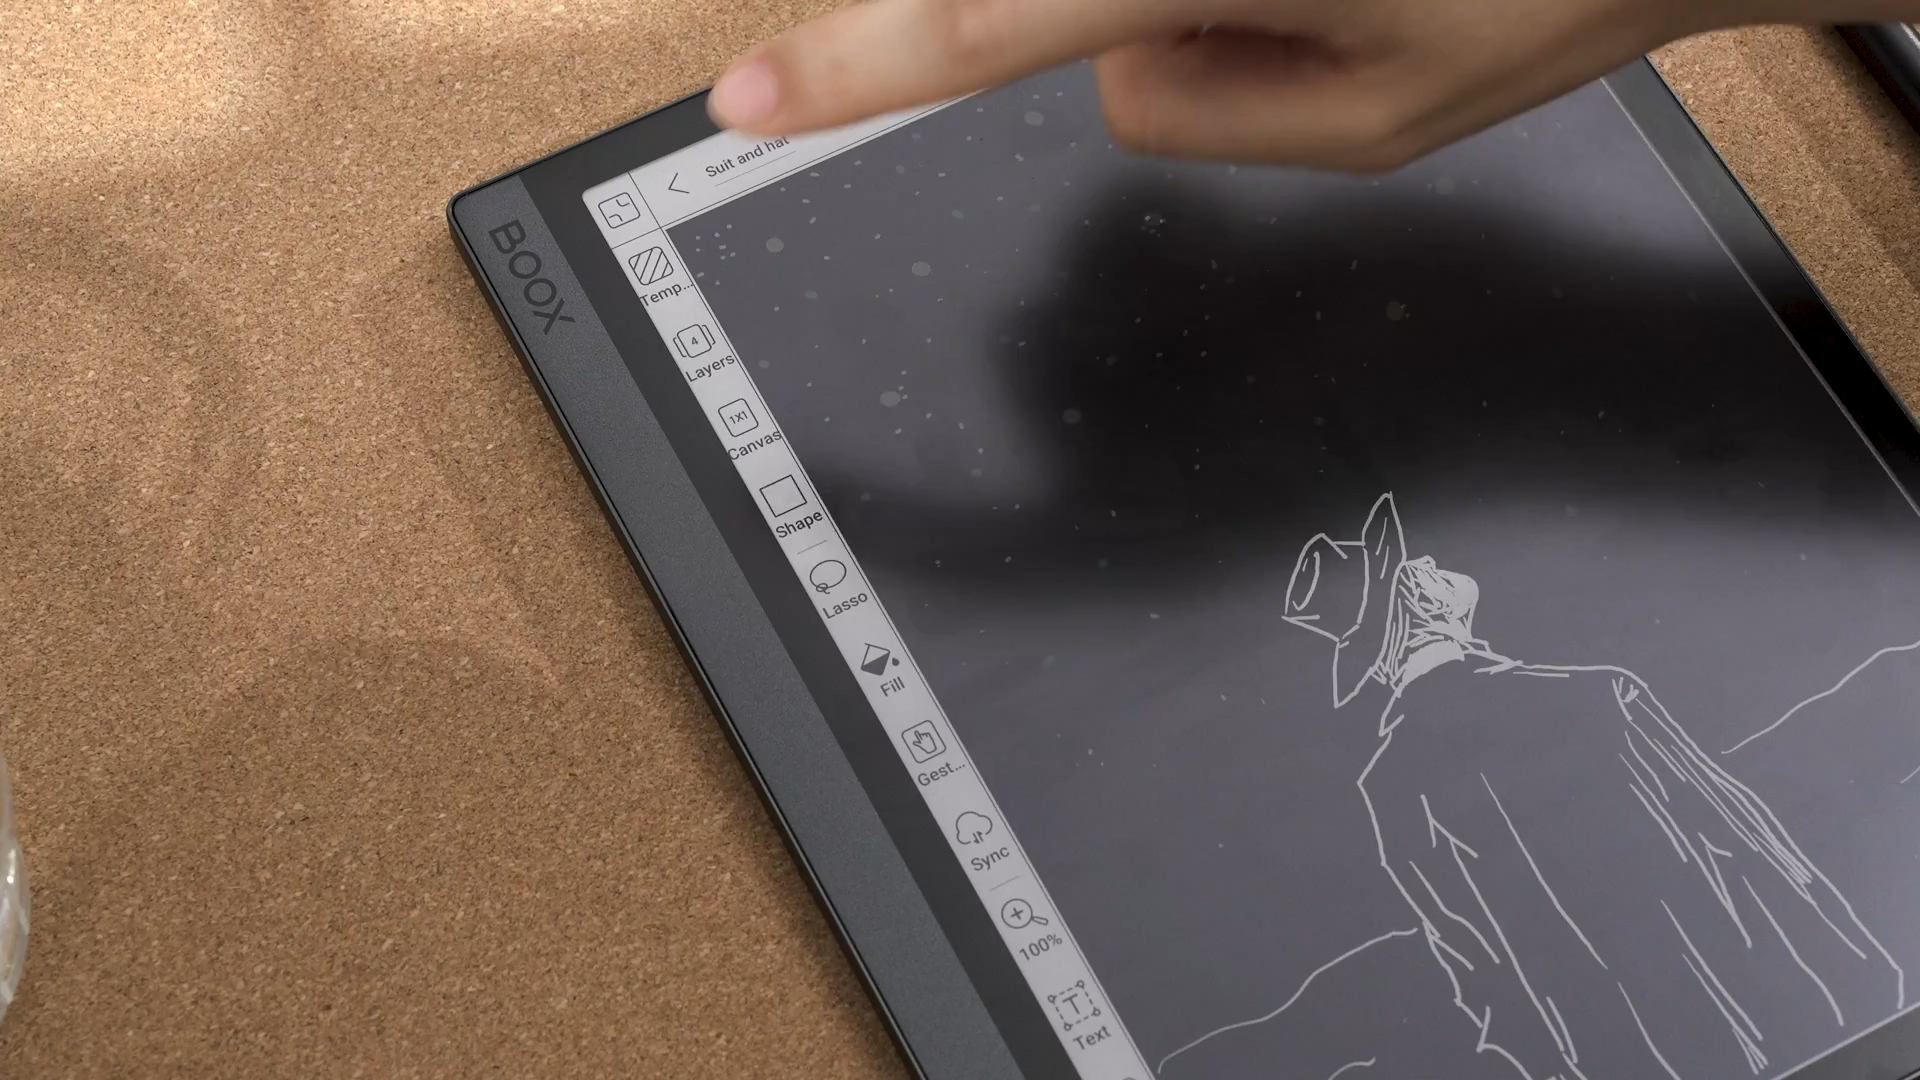 BOOX
Suit and hat
Temp...
4
Layers
1X1
Canvas
Shape
Lasso
Fill
Gest...
Sync
100%
T
Text